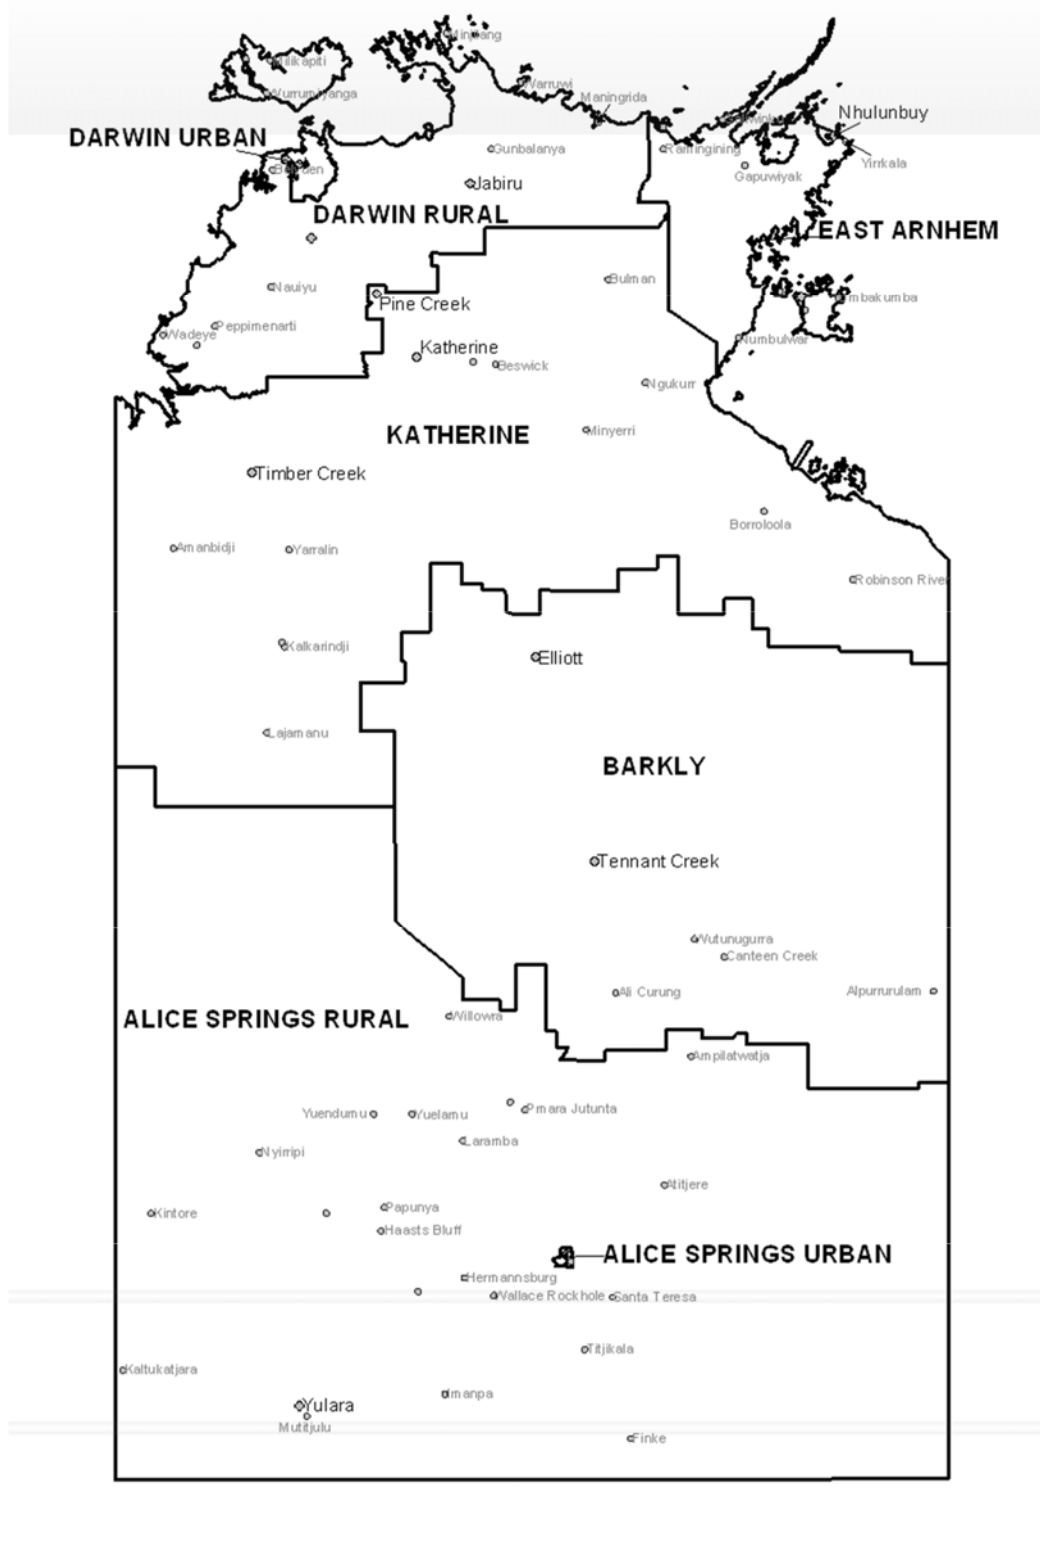 Minjilang
Milikapiti
Warruwi
Wurrumiyanga
Maningrida
Nhulunbuy
DARWIN URBAN
Gunbalanya
Ramingining
Yirrkala
Gapuwiyak
Jabiru
DARWIN RURAL
EAST ARNHEM
Bulman
Nauiyu
Pine Creek
Umbakumba
Peppimenarti
Wadeye
Numbulwar
Katherine
Beswick
Ngukurr
Minyerri
KATHERINE
Timber Creek
Borroloola
Amanbidji
Yarralin
Robinson River
Kalkarindji
Elliott
Lajamanu
BARKLY
Tennant Creek
Wutunugurra
Canteen Creek
Ali Curung
Alpurrurulam
ALICE SPRINGS RURAL
Willowra
Ampilatwatja
Yuendumu
Yuelamu
Pmara Jutunta
Laramba
Nyirripi
Atitjere
Kintore
Papunya
Haasts Bluff
ALICE SPRINGS URBAN
Hermannsburg
Wallace Rockhole
Santa Teresa
Titjikala
Kaltukatjara
Imanpa
Yulara
Mutitjulu
Finke